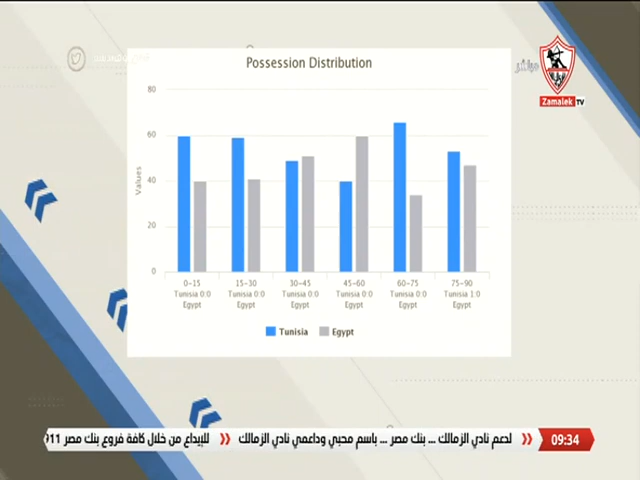 Possession Distribution
مباشر
Zamalek TV
80
60
40
20
0
Values
0-15
Tunisia 0:0
Egypt
15-30
Tunisia 0:0
Egypt
30-45
Tunisia 0:0
Egypt
45-60
Tunisia 0:0
Egypt
60-75
Tunisia 0:0
Egypt
75-90
Tunisia 1:0
Egypt
Tunisia
Egypt
09:34
لدعم نادي الزمالك ... بنك مصر ... باسم محبي وداعمي نادي الزمالك
للإيداع من خلال كافة فروع بنك مصر 911